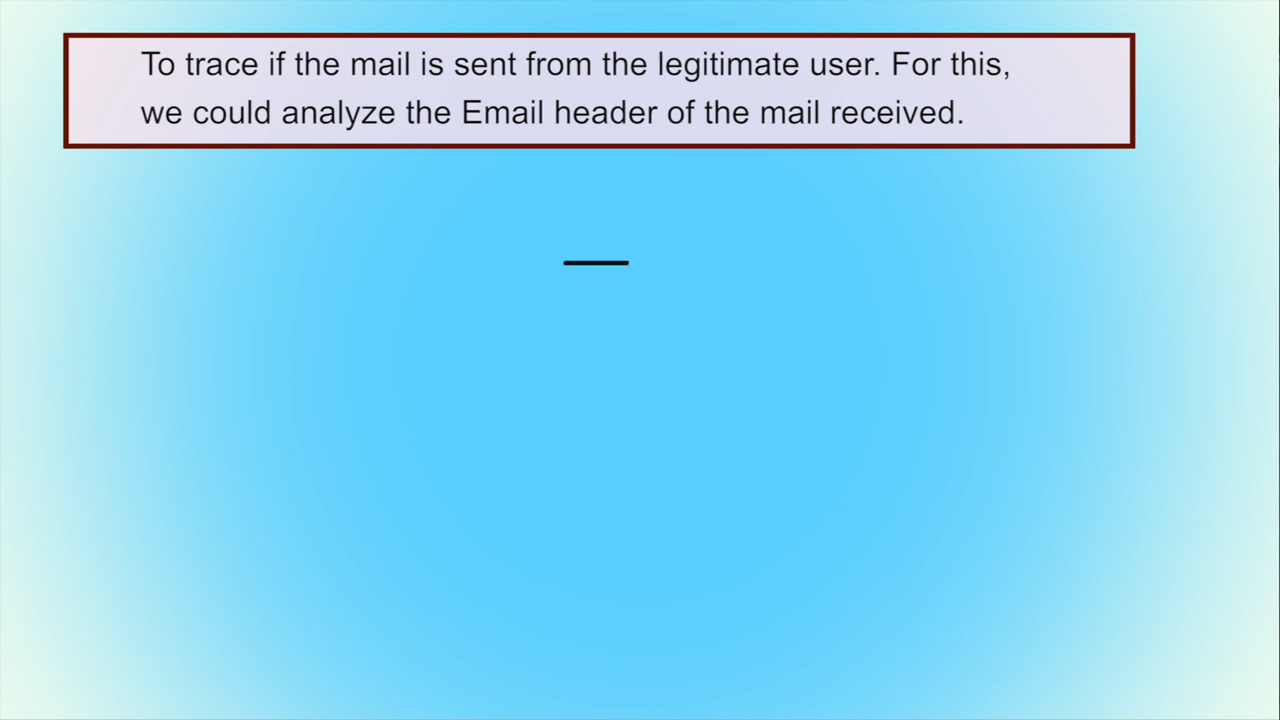 To trace if the mail is sent from the legitimate user. For this,
we could analyze the Email header of the mail received.